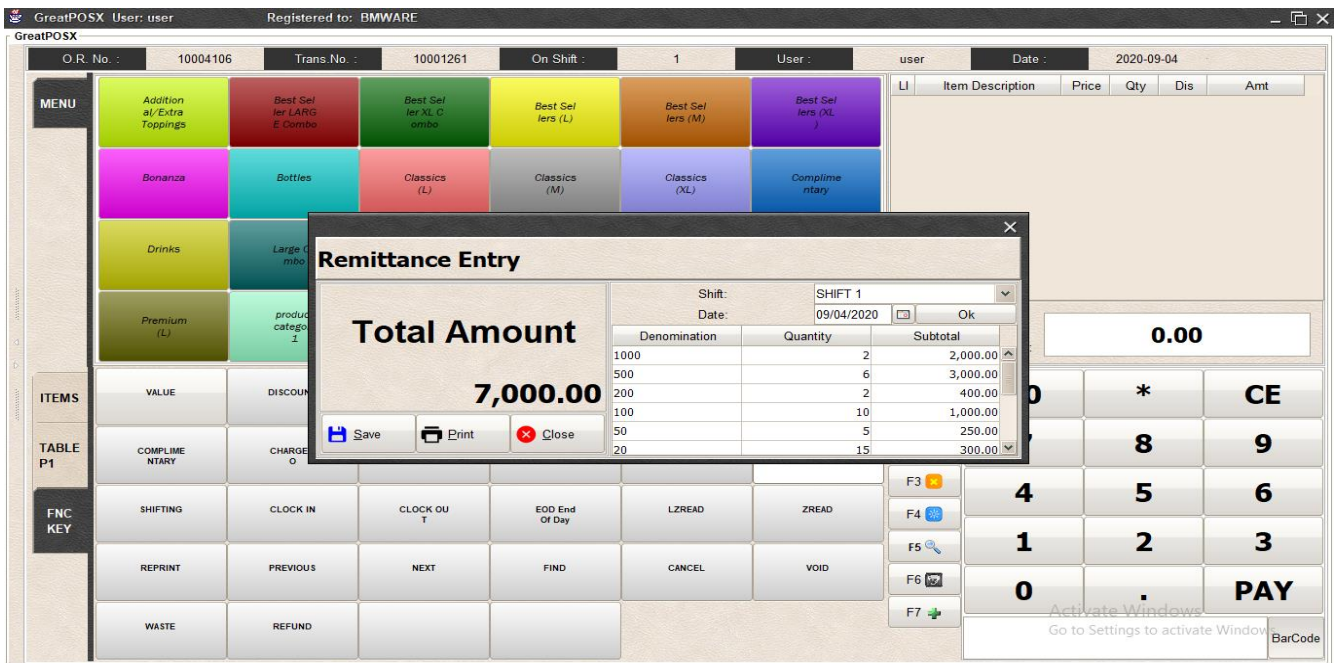 GreatPOSX User: user Registered to: BMWARE
GreatPOSX
O.R. No. : 10004106 Trans.No. : 10001261 On Shift : 1 User : user Date : 2020-09-04
MENU
Addition
al/Extra
Toppings
Best Sel
ler LARG
E Combo
Best Sel
ler XL C
ombo
Best Sel
lers (L)
Best Sel
lers (M)
Best Sel
lers (XL
)
LI Item Description Price Qty Dis Amt
Bonanza
Bottles
Classics
(L)
Classics
(M)
Classics
(XL)
Complime
ntary
Drinks
Large C
mbo
Premium
(L)
produc
catego
1
Remittance Entry
Total Amount
7,000.00
Save Print Close
Shift: SHIFT 1
Date: 09/04/2020 Ok
Denomination Quantity Subtotal
1000 2 2,000.00
500 6 3,000.00
200 2 400.00
100 10 1,000.00
50 5 250.00
20 15 300.00
0.00
ITEMS
TABLE
P1
FNC
KEY
VALUE
DISCOUN
COMPLIME
NTARY
CHARGE
O
SHIFTING
CLOCK IN
CLOCK OU
T
EOD End
Of Day
LZREAD
ZREAD
REPRINT
PREVIOUS
NEXT
FIND
CANCEL
VOID
WASTE
REFUND
F3
F4
F5
F6
F7
* CE
8 9
4 5 6
1 2 3
0 . PAY
Activate Windows
Go to Settings to activate Windows.
BarCode